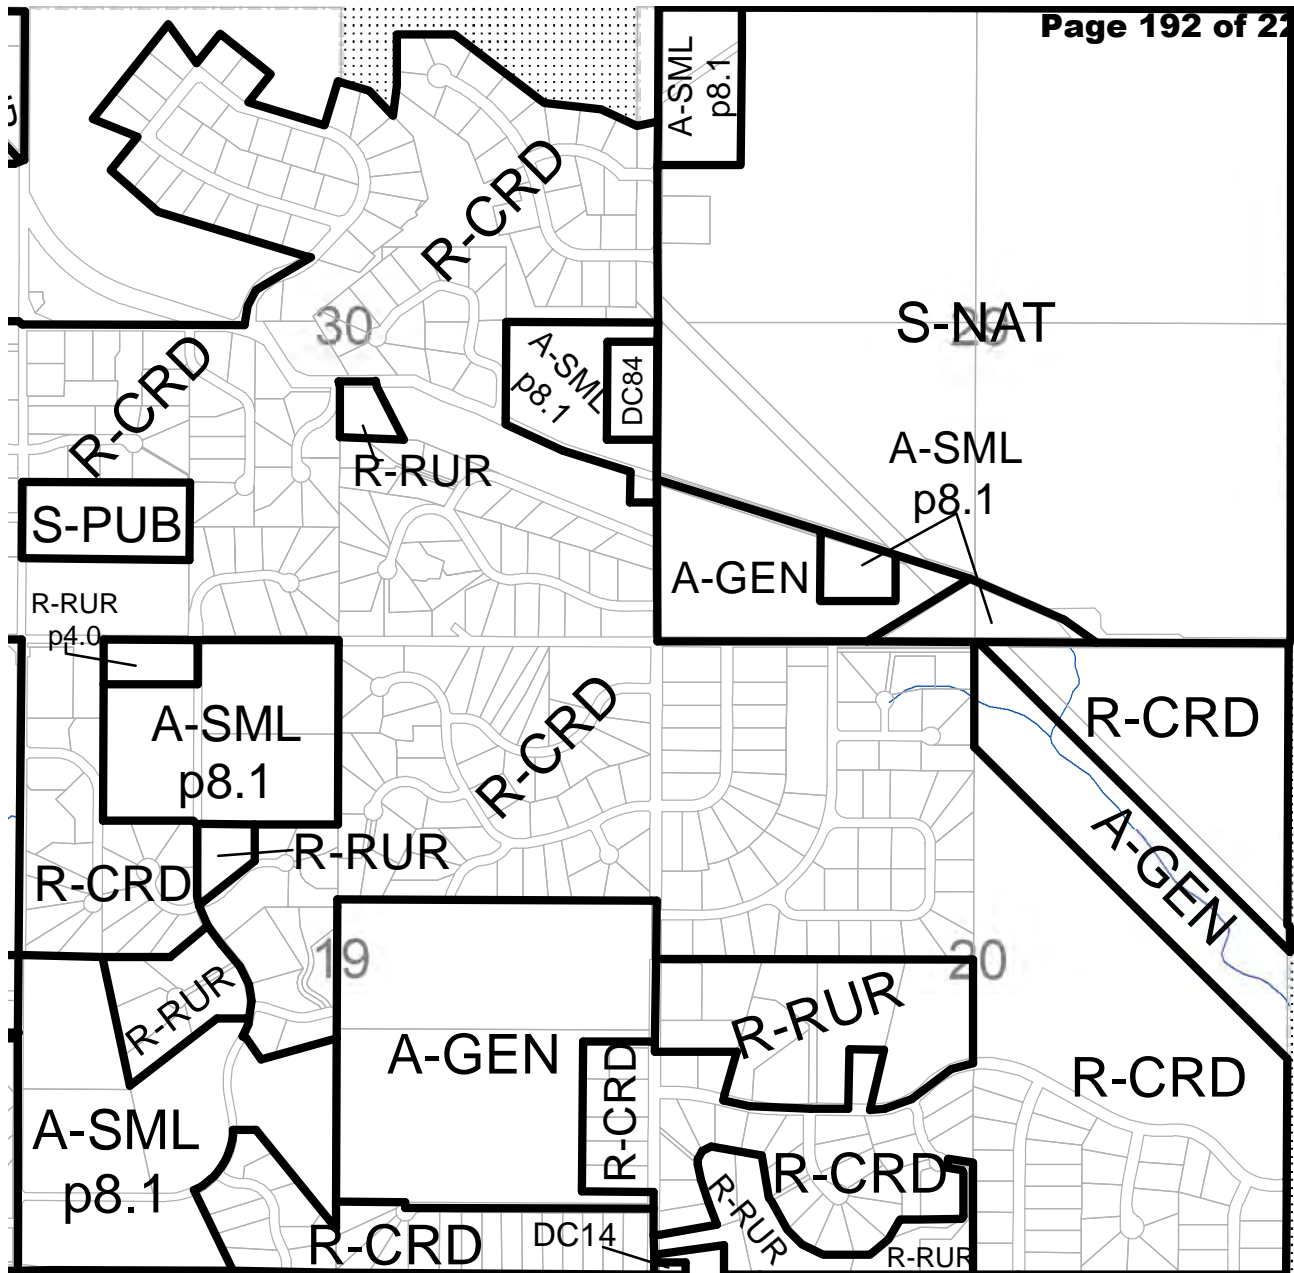 Page 192 of 22
A-SML
p8.1
R-CRD
30
S-NAT
29
A-SML
p8.1
DC84
R-CRD
A-SML
p8.1
R-RUR
S-PUB
A-GEN
R-RUR
p4.0
R-CRD
R-CRD
A-SML
p8.1
A-GEN
R-RUR
R-CRD
19
20
R-RUR
R-RUR
A-GEN
R-CRD
R-CRD
A-SML
p8.1
R-CRD
R-RUR
R-CRD
DC14
R-RUR